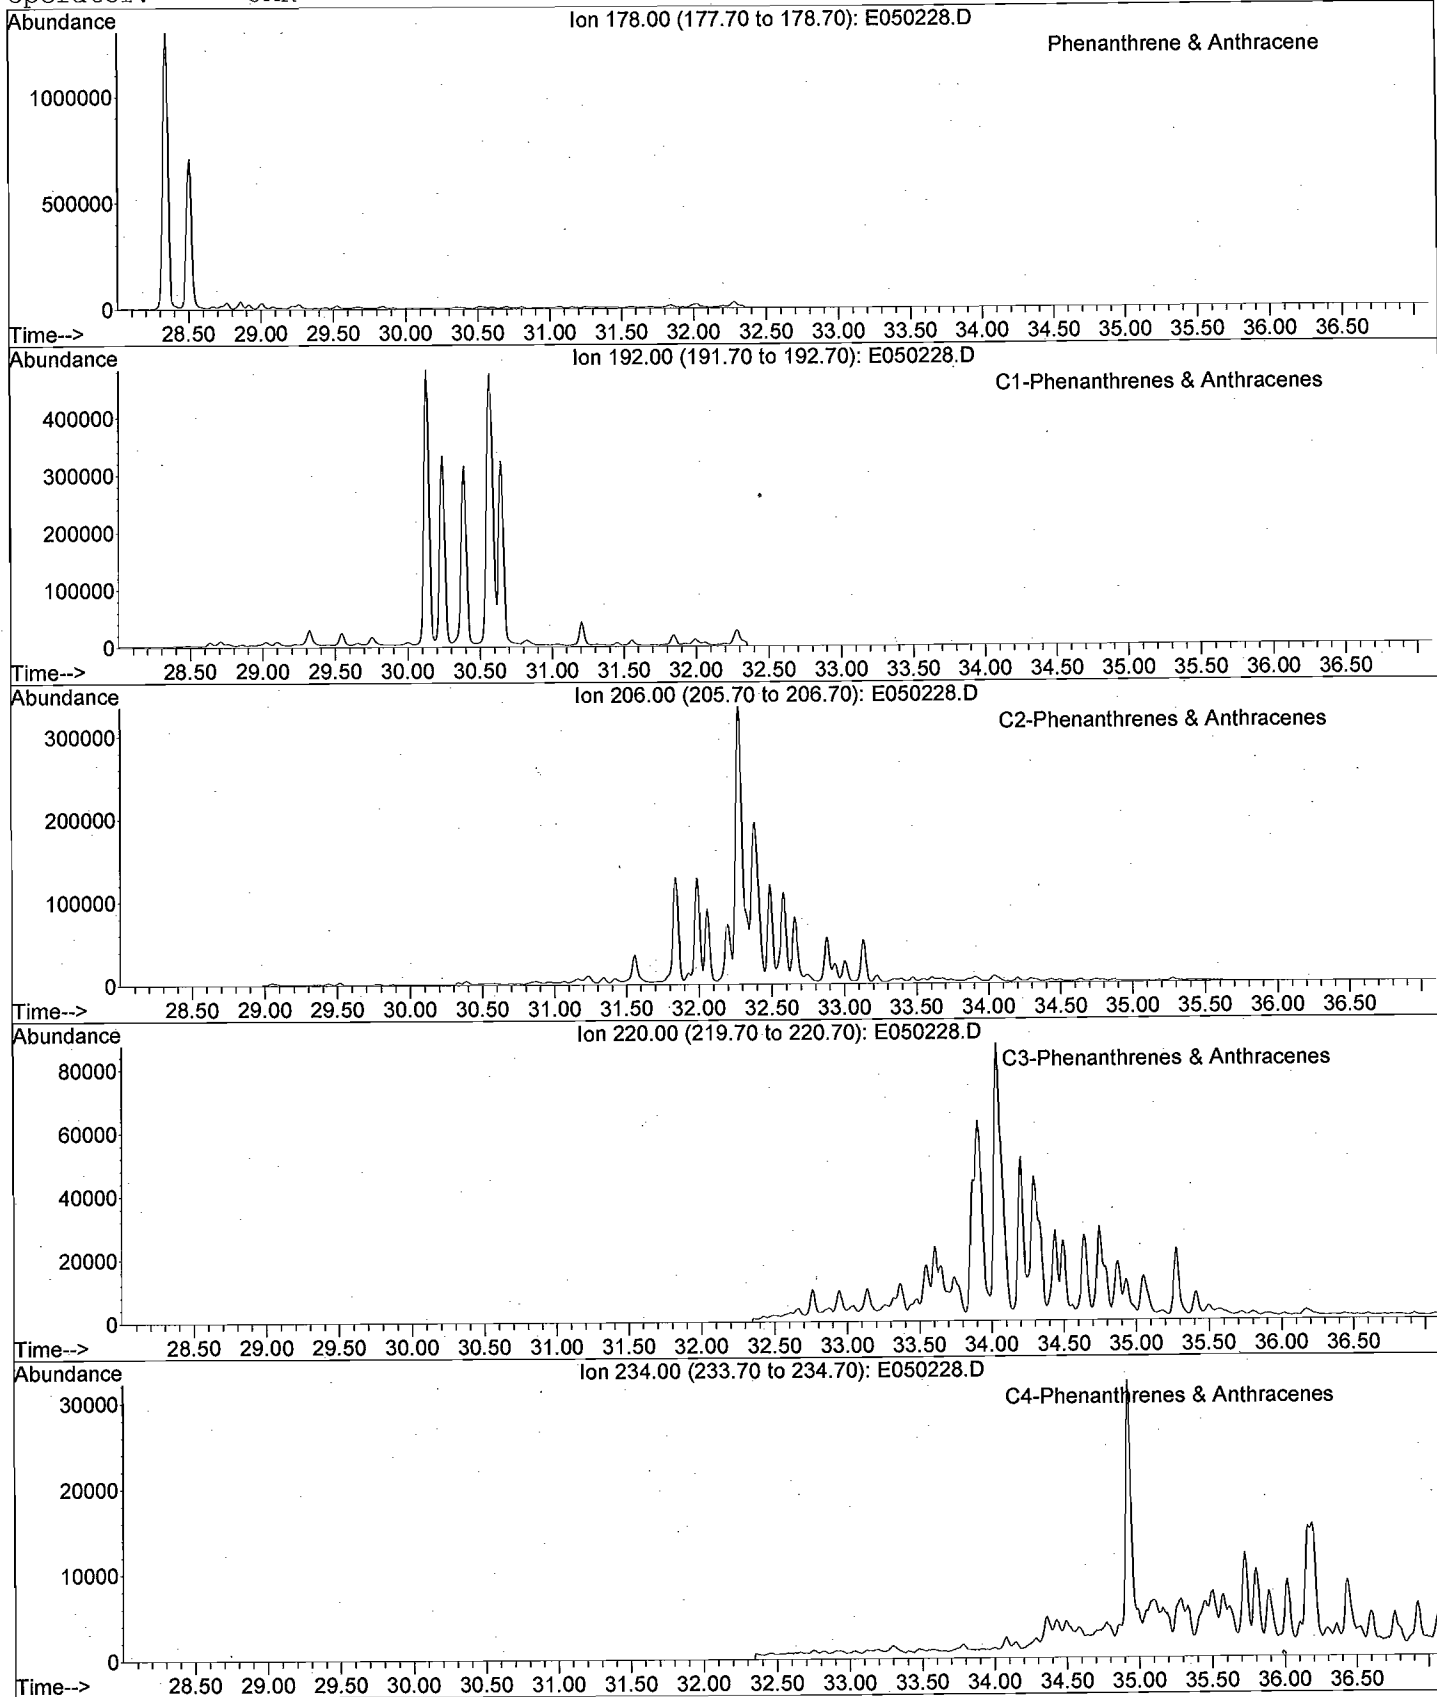 Abundance
Ion 178.00 (177.70 to 178.70): E050228.D
Phenanthrene & Anthracene
1000000
500000
0
Time-->
28.50 29.00 29.50 30.00 30.50 31.00 31.50 32.00 32.50 33.00 33.50 34.00 34.50 35.00 35.50 36.00 36.50
Abundance
Ion 192.00 (191.70 to 192.70): E050228.D
C1-Phenanthrenes & Anthracenes
400000
300000
200000
100000
0
Time-->
28.50 29.00 29.50 30.00 30.50 31.00 31.50 32.00 32.50 33.00 33.50 34.00 34.50 35.00 35.50 36.00 36.50
Abundance
Ion 206.00 (205.70 to 206.70): E050228.D
C2-Phenanthrenes & Anthracenes
300000
200000
100000
0
Time-->
28.50 29.00 29.50 30.00 30.50 31.00 31.50 32.00 32.50 33.00 33.50 34.00 34.50 35.00 35.50 36.00 36.50
Abundance
Ion 220.00 (219.70 to 220.70): E050228.D
C3-Phenanthrenes & Anthracenes
80000
60000
40000
20000
0
Time-->
28.50 29.00 29.50 30.00 30.50 31.00 31.50 32.00 32.50 33.00 33.50 34.00 34.50 35.00 35.50 36.00 36.50
Abundance
Ion 234.00 (233.70 to 234.70): E050228.D
C4-Phenanthrenes & Anthracenes
30000
20000
10000
0
Time-->
28.50 29.00 29.50 30.00 30.50 31.00 31.50 32.00 32.50 33.00 33.50 34.00 34.50 35.00 35.50 36.00 36.50